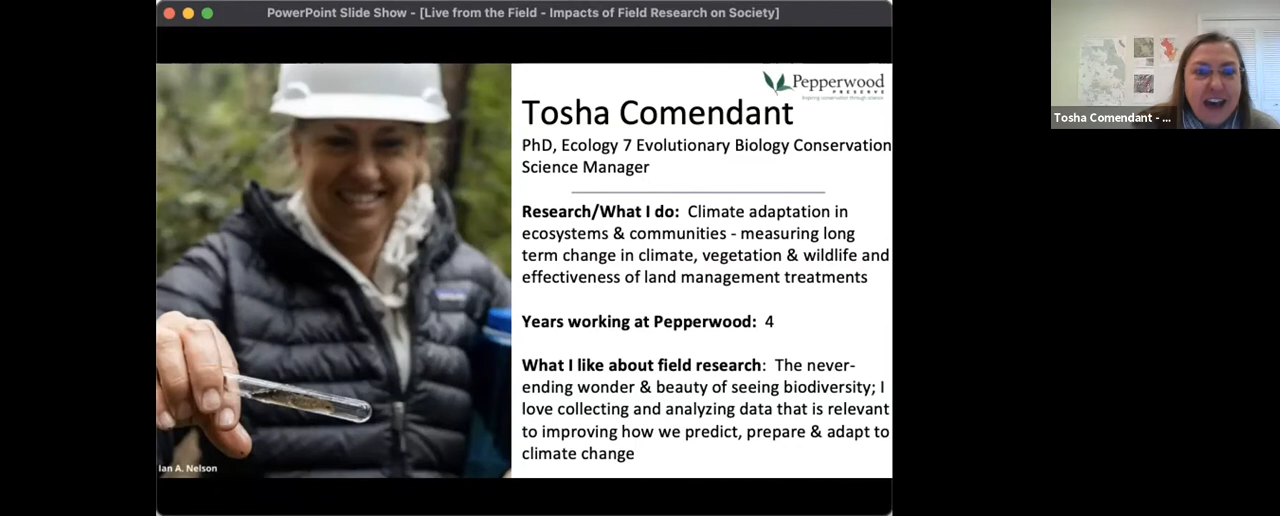 PowerPoint Slide Show - [Live from the Field - Impacts of Field Research on Society]
Pepperwood
PRESERVE
Inspiring conservation through science.
Tosha Comendant
PhD, Ecology 7 Evolutionary Biology Conservation
Science Manager
Research/What I do: Climate adaptation in
ecosystems & communities - measuring long
term change in climate, vegetation & wildlife and
effectiveness of land management treatments
Years working at Pepperwood: 4
What I like about field research: The never-
ending wonder & beauty of seeing biodiversity; I
love collecting and analyzing data that is relevant
to improving how we predict, prepare & adapt to
climate change
Ian A. Nelson
Tosha Comendant - ...